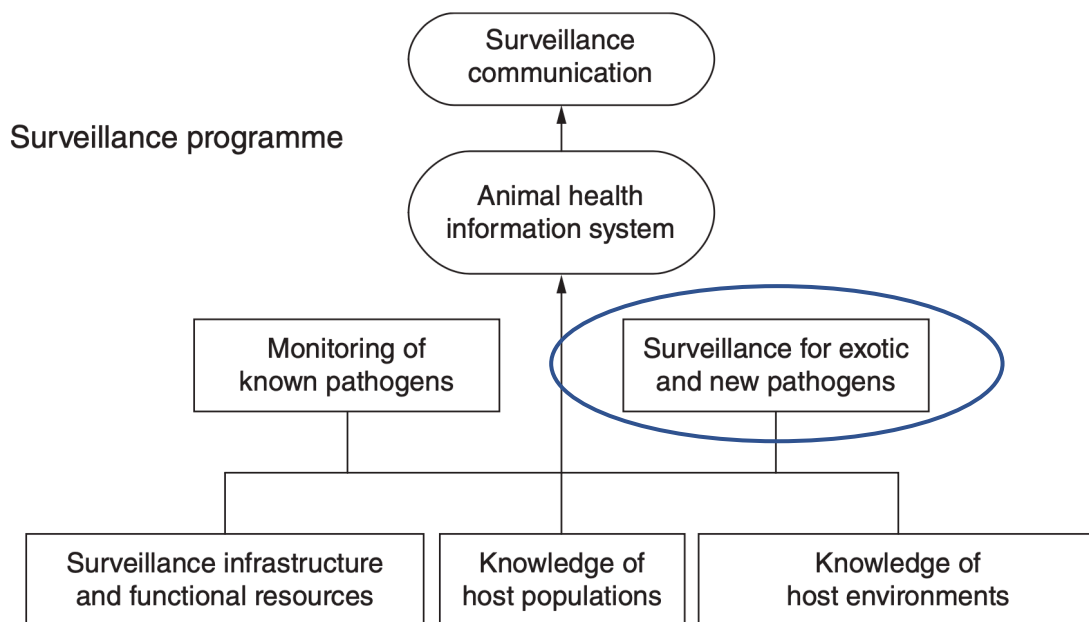 Surveillance
communication
Surveillance programme
Animal health
information system
Monitoring of
known pathogens
Surveillance for exotic
and new pathogens
Surveillance infrastructure
and functional resources
Knowledge of
host populations
Knowledge of
host environments